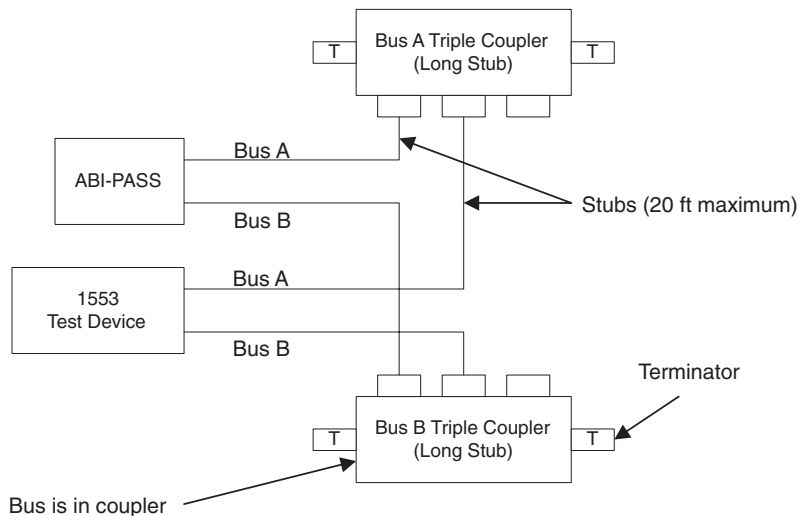 Bus A Triple Coupler
(Long Stub)
T
T
Bus A
ABI-PASS
Bus B
Stubs (20 ft maximum)
Bus A
1553
Test Device
Bus B
Terminator
Bus B Triple Coupler
(Long Stub)
T
T
Bus is in coupler